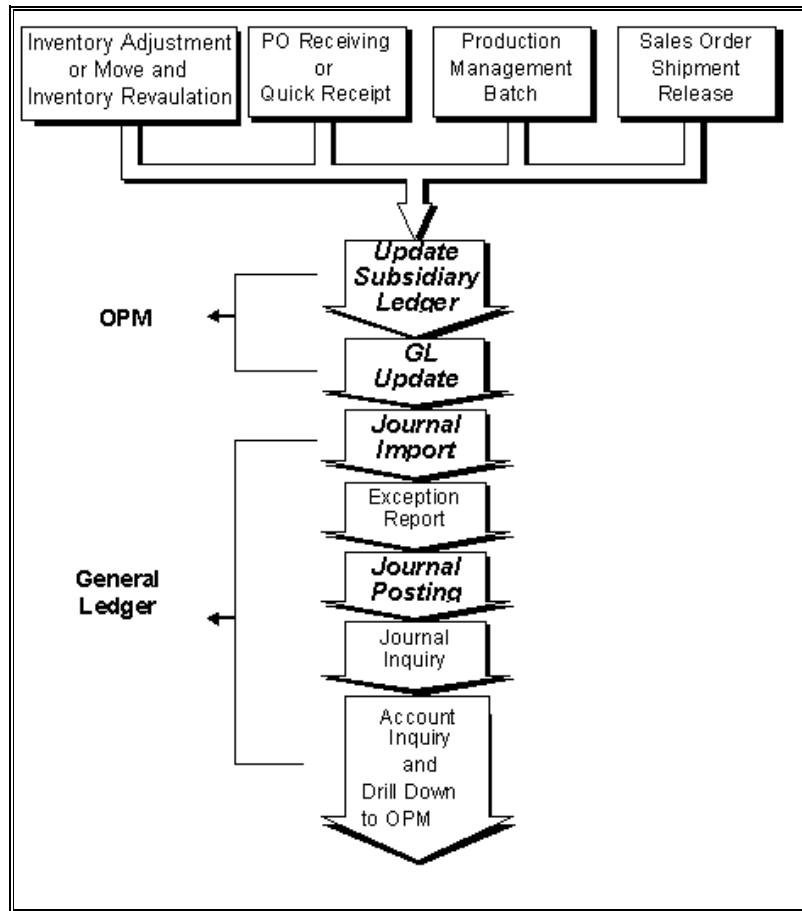 Inventory Adjustment
or Move and
Inventory Revaulation
PO Receiving
or
Quick Receipt
Production
Management
Batch
Sales Order
Shipment
Release
Update
Subsidiary
Ledger
OPM
GL
Update
Journal
Import
Exception
Report
General
Ledger
Journal
Posting
Journal
Inquiry
Account
Inquiry
and
Drill Down
to OPM